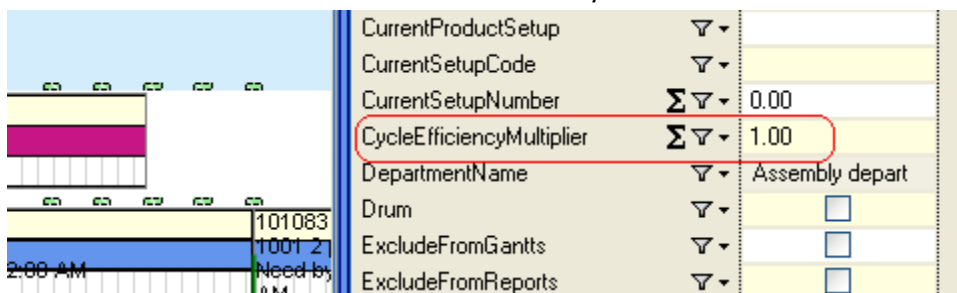 CurrentProductSetup
CurrentSetupCode
CurrentSetupNumber Σ 0.00
CycleEfficiencyMultiplier Σ 1.00
DepartmentName Assembly depart
Drum
ExcludeFromGantts
ExcludeFromReports
101083
1001 2
2:00 AM Need by
AM